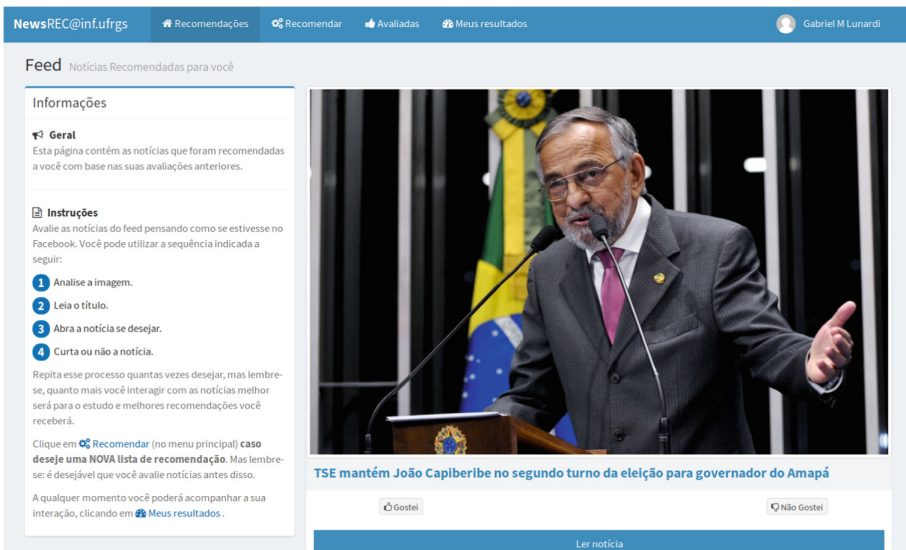 NewsREC@inf.ufrgs Recomendações Recomendar Avaliadas Meus resultados Gabriel M Lunardi
Feed Notícias Recomendadas para você
Informações
Geral
Esta página contém as notícias que foram recomendadas
a você com base nas suas avaliações anteriores.
Instruções
Avalie as notícias do feed pensando como se estivesse no
Facebook. Você pode utilizar a sequência indicada a
seguir:
1 Analise a imagem.
2 Leia o título.
3 Abra a notícia se desejar.
4 Curta ou não a notícia.
Repita esse processo quantas vezes desejar, mas lembre-
se, quanto mais você interagir com as notícias melhor
será para o estudo e melhores recomendações você
receberá.
Clique em Recomendar (no menu principal) caso
deseje uma NOVA lista de recomendação. Mas lembre-
se: é desejável que você avalie notícias antes disso.
A qualquer momento você poderá acompanhar a sua
interação, clicando em Meus resultados .
TSE mantém João Capiberibe no segundo turno da eleição para governador do Amapá
Gostei Não Gostei
Ler notícia